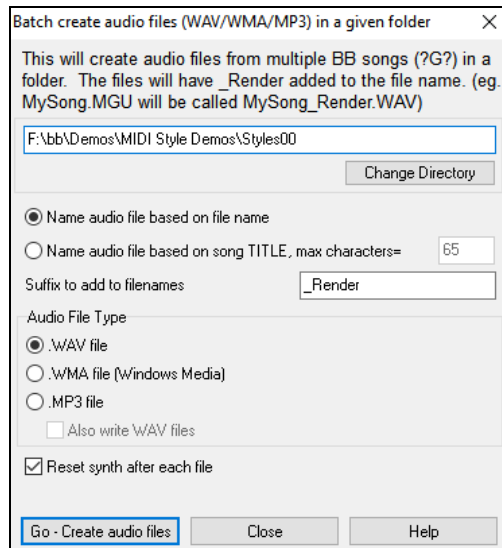 Batch create audio files (WAV/WMA/MP3) in a given folder
This will create audio files from multiple BB songs (?G?) in a
folder. The files will have _Render added to the file name. (eg.
MySong.MGU will be called MySong_Render.WAV)
F:\bb\Demos\MIDI Style Demos\Styles00
Change Directory
Name audio file based on file name
Name audio file based on song TITLE, max characters= 65
Suffix to add to filenames _Render
Audio File Type
.WAV file
.WMA file (Windows Media)
.MP3 file
Also write WAV files
Reset synth after each file
Go - Create audio files Close Help